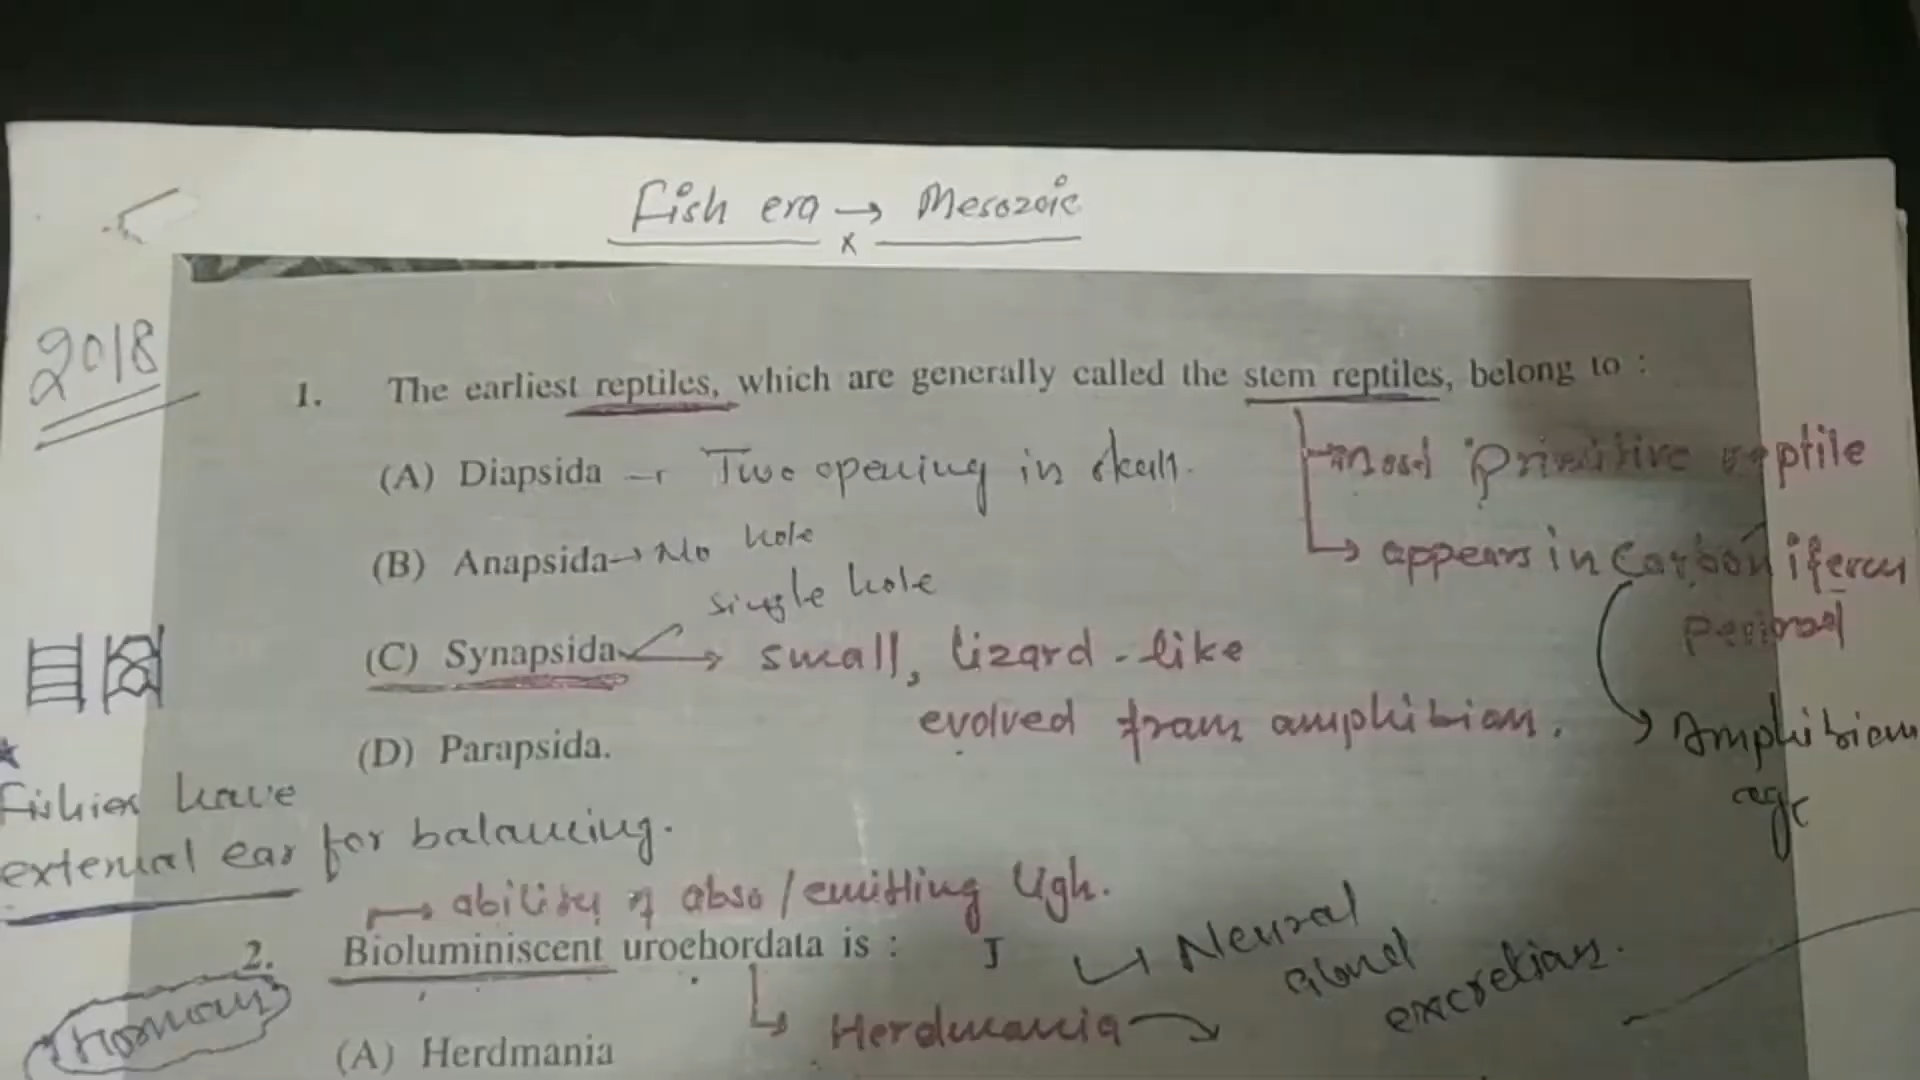 Fish era → Mesozoic
x
2018
1. The earliest reptiles, which are generally called the stem reptiles, belong to :
→ Most primitive reptile
(A) Diapsida → Two opening in skull.
(B) Anapsida → No hole
→ appears in Carboniferous period
→ Amphibian age
single hole
(C) Synapsida → small, lizard-like
evolved from amphibian.
(D) Parapsida.
Fishies have
external ear for balancing.
→ ability of abso/emitting ligh.
2. Bioluminiscent urochordata is :
→ Neural gland excretion.
→ Herdmania
(A) Herdmania